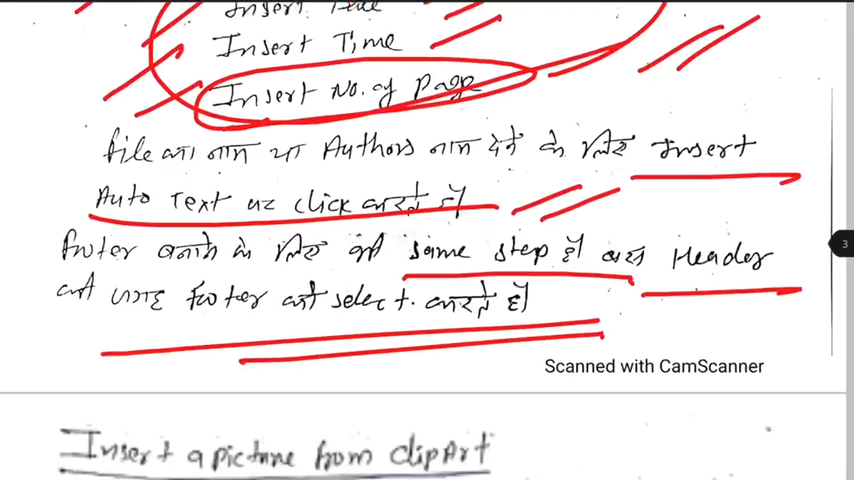 Insert Time
Insert No. of Page
file का नाम या Authors नाम देने के लिए Insert
Auto Text पर click करते हैं।
footer बनाने के लिए भी same step है। बस Header
की जगह footer को select. करते हैं।
3
Scanned with CamScanner
Insert a picture from clipArt